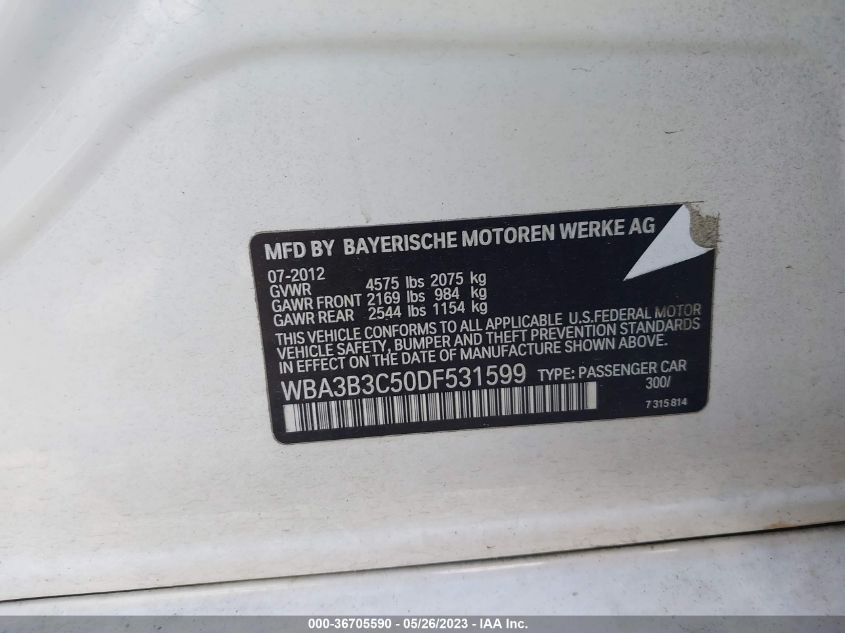 MFD BY BAYERISCHE MOTOREN WERKE AG
07-2012
GVWR 4575 lbs 2075 kg
GAWR FRONT 2169 lbs 984 kg
GAWR REAR 2544 lbs 1154 kg
THIS VEHICLE CONFORMS TO ALL APPLICABLE U.S.FEDERAL MOTOR
VEHICLE SAFETY, BUMPER AND THEFT PREVENTION STANDARDS
IN EFFECT ON THE DATE OF MANUFACTURE SHOWN ABOVE.
WBA3B3C50DF531599 TYPE: PASSENGER CAR
300/
7 315 814
000-36705590 - 05/26/2023 - IAA Inc.